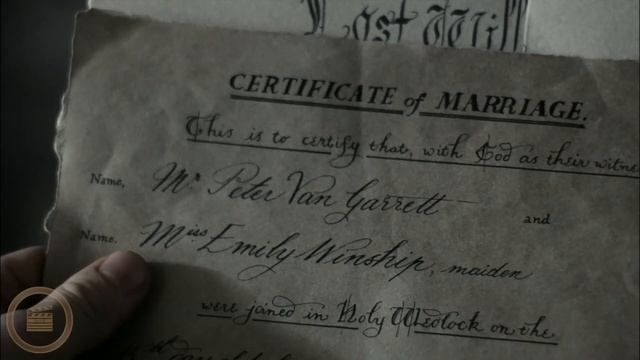 Last Will
CERTIFICATE of MARRIAGE.
This is to certify that, with God as their witne
Name, Mr. Peter Van Garrett and
Name. Miss Emily Winship, maiden
were joined in Holy Wedlock on the